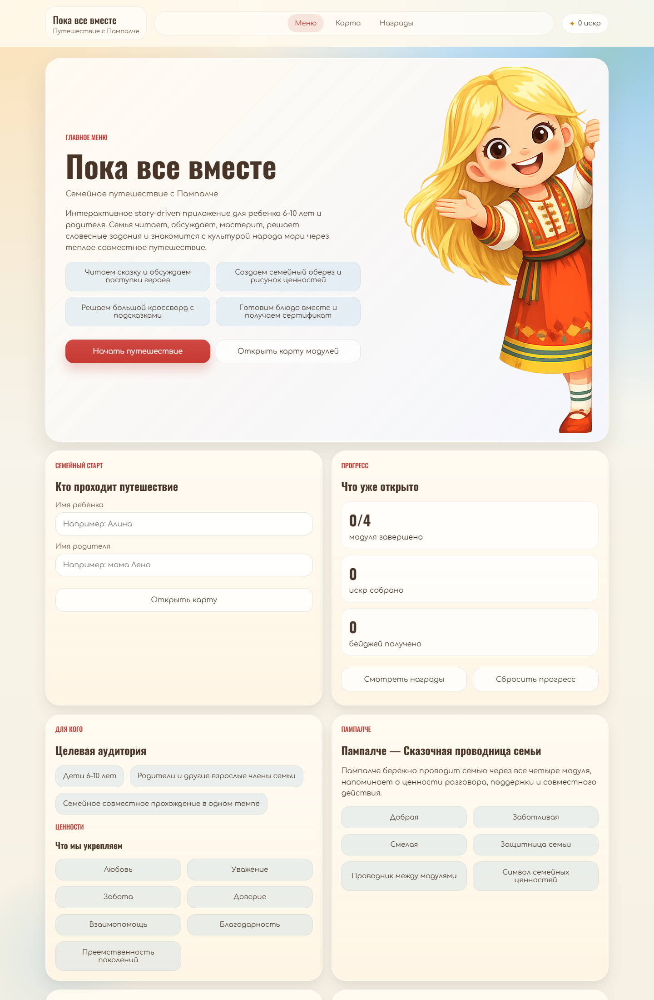 Пока все вместе
Путешествие с Пампалче
Меню
Карта
Награды
✦ 0 искр
ГЛАВНОЕ МЕНЮ
Пока все вместе
Семейное путешествие с Пампалче
Интерактивное story-driven приложение для ребенка 6–10 лет и
родителя. Семья читает, обсуждает, мастерит, решает
словесные задания и знакомится с культурой народа мари через
теплое совместное путешествие.
Читаем сказку и обсуждаем
поступки героев
Создаем семейный оберег и
рисунок ценностей
Решаем большой кроссворд с
подсказками
Готовим блюдо вместе и
получаем сертификат
Начать путешествие
Открыть карту модулей
СЕМЕЙНЫЙ СТАРТ
Кто проходит путешествие
Имя ребенка
Например: Алина
Имя родителя
Например: мама Лена
Открыть карту
ПРОГРЕСС
Что уже открыто
0/4
модуля завершено
0
искр собрано
0
бейджей получено
Смотреть награды
Сбросить прогресс
ДЛЯ КОГО
Целевая аудитория
Дети 6–10 лет
Родители и другие взрослые члены семьи
Семейное совместное прохождение в одном темпе
ЦЕННОСТИ
Что мы укрепляем
Любовь
Уважение
Забота
Доверие
Взаимопомощь
Благодарность
Преемственность
поколений
ПАМПАЛЧЕ
Пампалче — Сказочная проводница семьи
Пампалче бережно проводит семью через все четыре модуля,
напоминает о ценности разговора, поддержки и совместного
действия.
Добрая
Заботливая
Смелая
Защитница семьи
Проводник между модулями
Символ семейных
ценностей